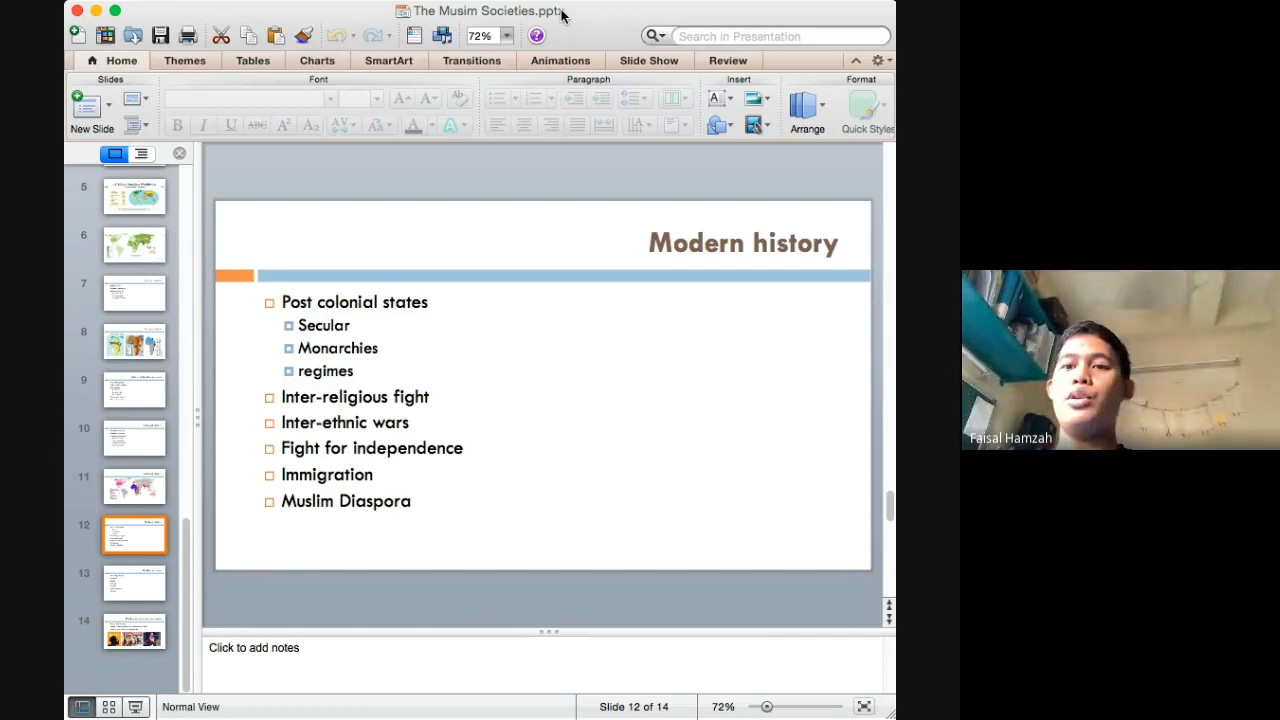 The Musim Societies.pptx
72%
Search in Presentation
Home Themes Tables Charts SmartArt Transitions Animations Slide Show Review
Slides Font Paragraph Insert Format
New Slide
Arrange
Quick Styles
5
6
7
8
9
10
11
12
13
14
Modern history
Post colonial states
Secular
Monarchies
regimes
Inter-religious fight
Inter-ethnic wars
Fight for independence
Immigration
Muslim Diaspora
Click to add notes
Normal View
Slide 12 of 14
72%
Faisal Hamzah